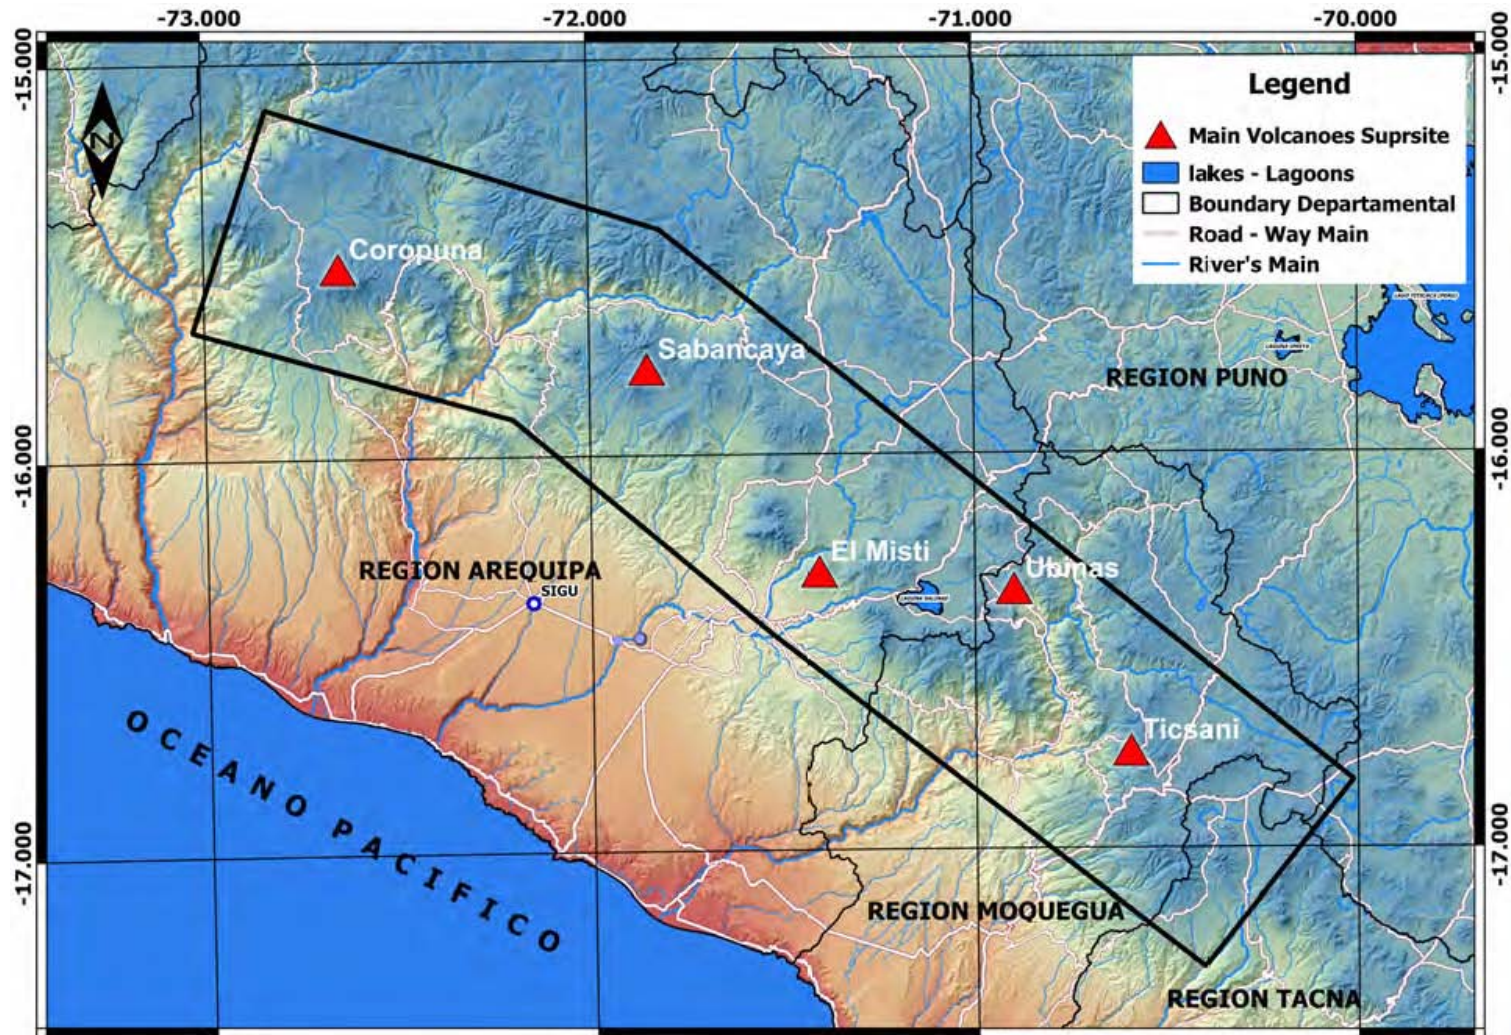 -73.000 -72.000 -71.000 -70.000
-15.000 -15.000
N
Legend
Main Volcanoes Suprsite
lakes - Lagoons
Boundary Departamental
Road - Way Main
River's Main
Coropuna
Sabancaya
REGION PUNO
-16.000 -16.000
El Misti
Ubinas
REGION AREQUIPA
SIGU
Ticsani
OCEANO PACIFICO
-17.000 -17.000
REGION MOQUEGUA
REGION TACNA